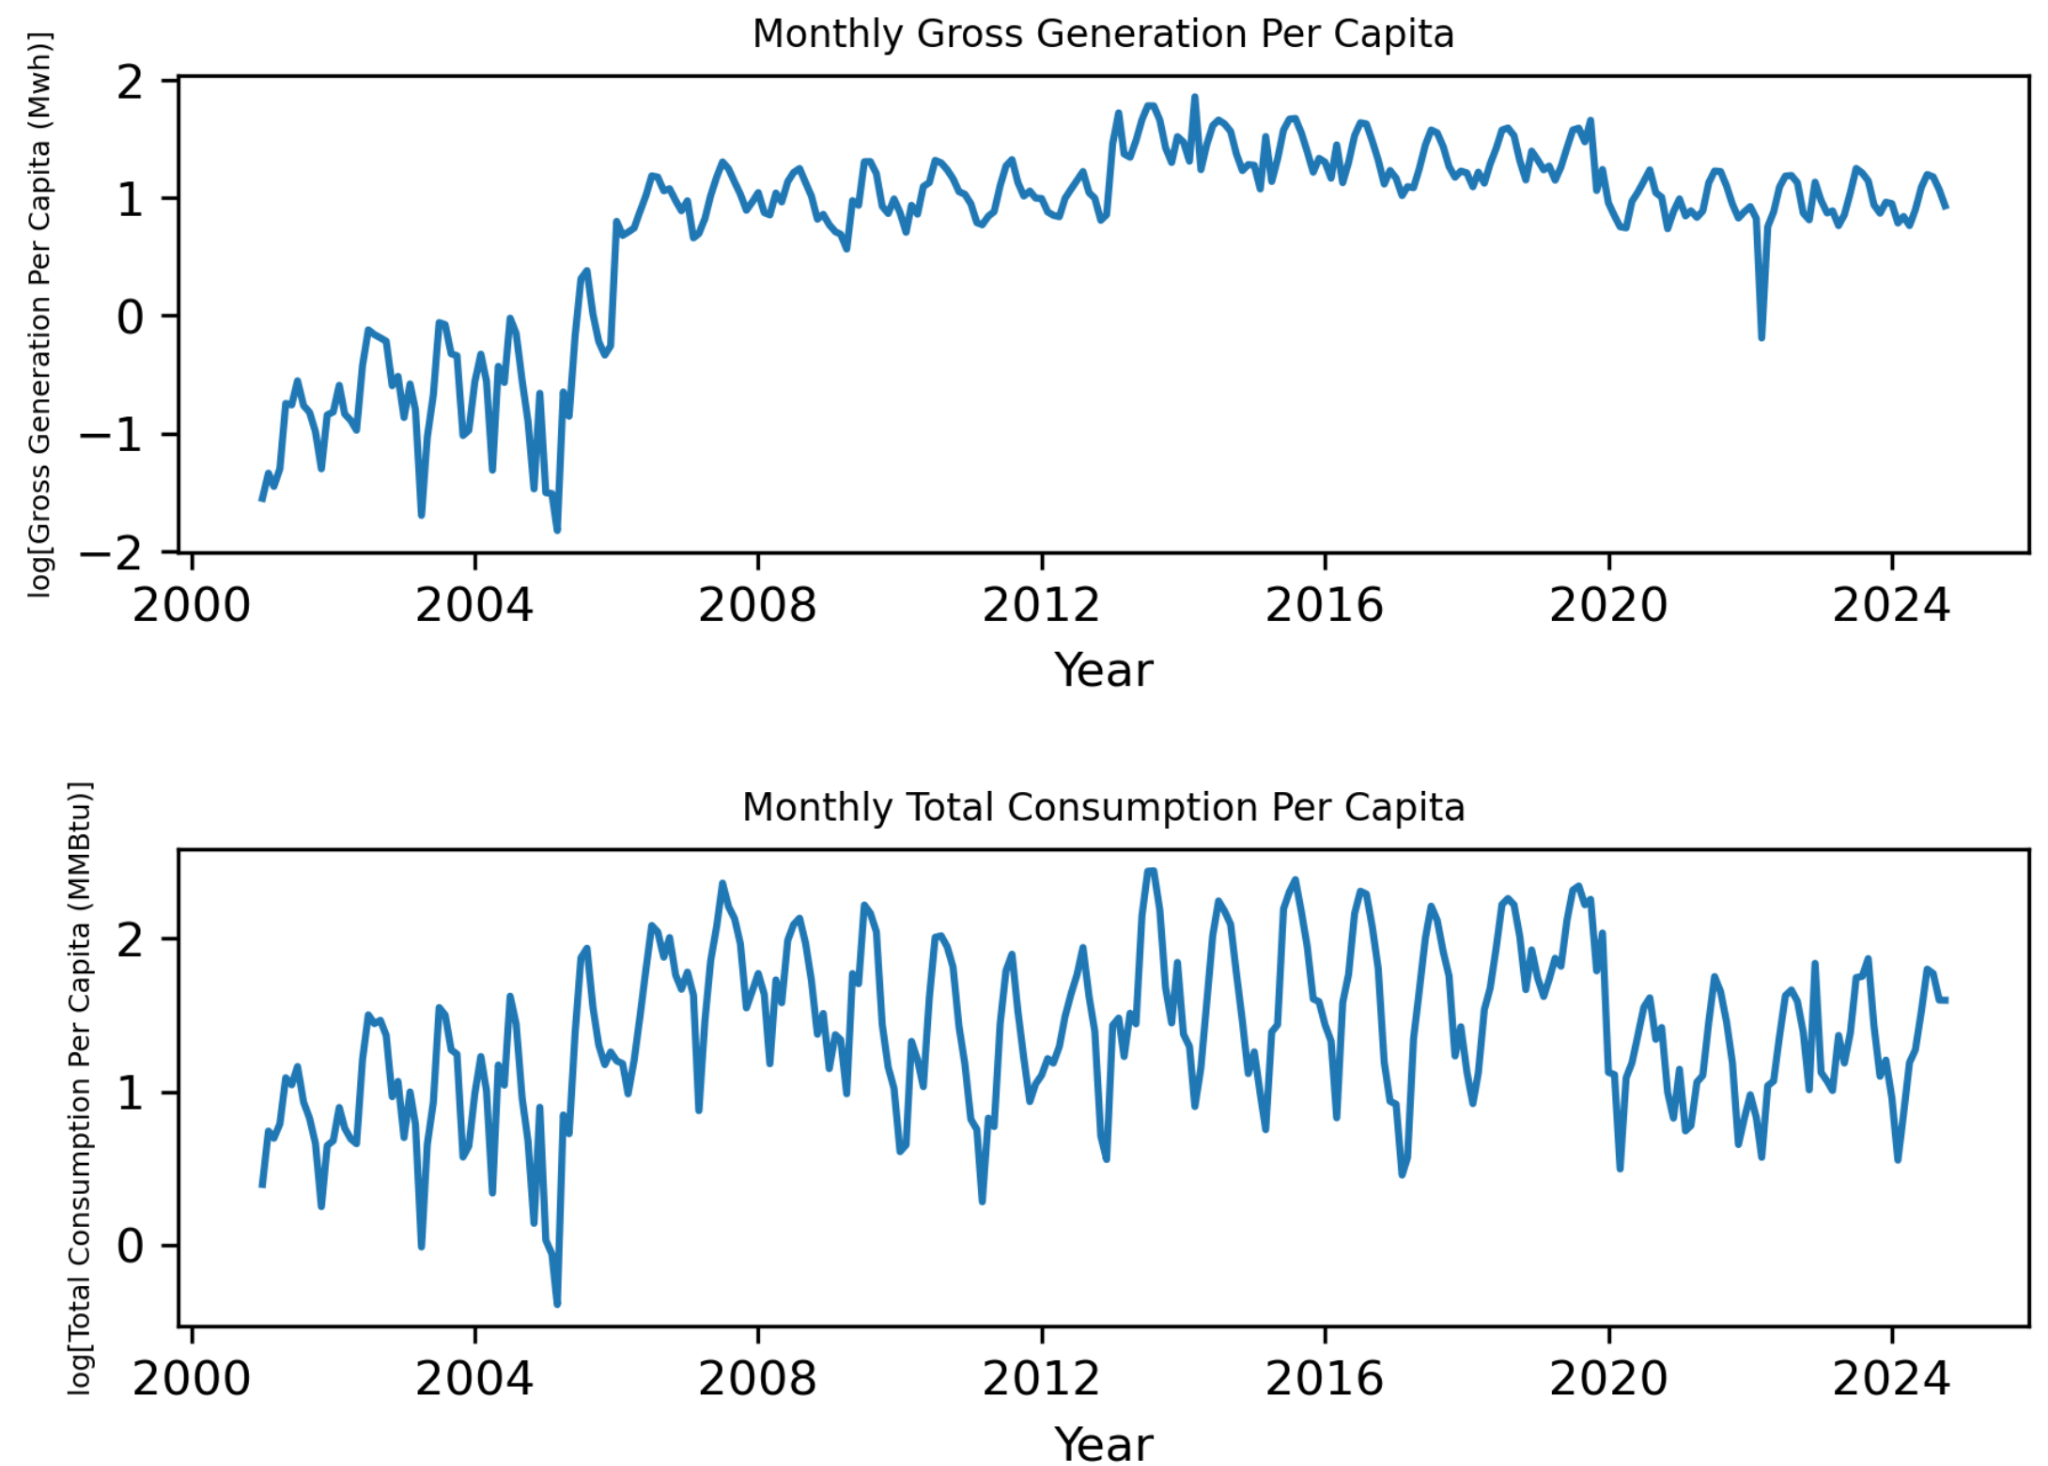 Monthly Gross Generation Per Capita
log[Gross Generation Per Capita (Mwh)]
2
1
0
−1
−2
2000 2004 2008 2012 2016 2020 2024
Year
Monthly Total Consumption Per Capita
log[Total Consumption Per Capita (MMBtu)]
2
1
0
2000 2004 2008 2012 2016 2020 2024
Year